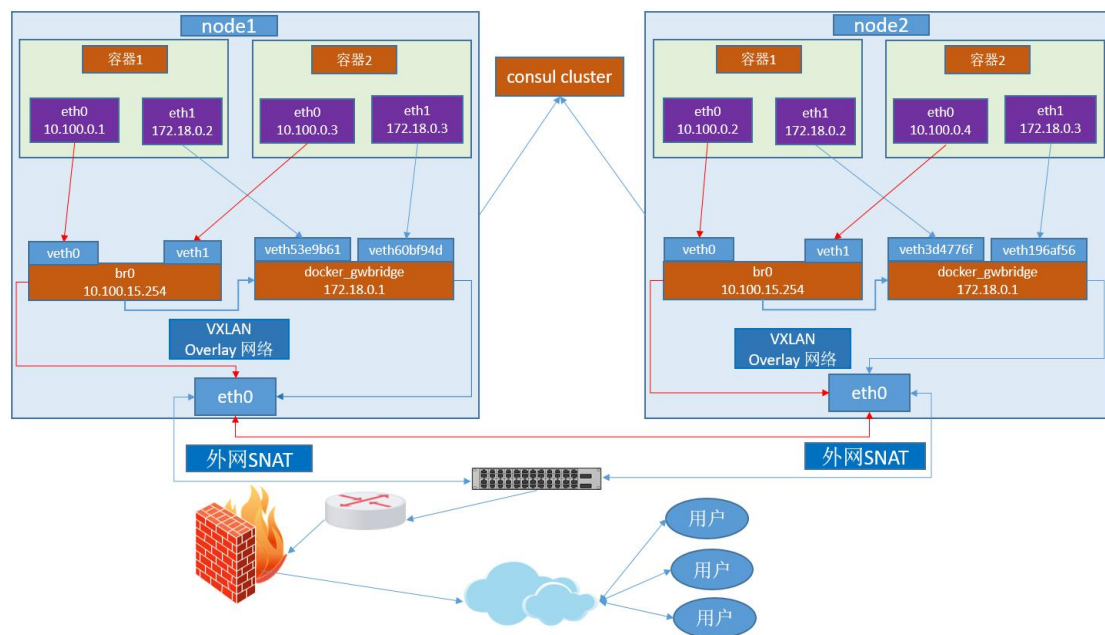 node1
容器1
eth0
10.100.0.1
eth1
172.18.0.2
容器2
eth0
10.100.0.3
eth1
172.18.0.3
veth0
veth1
br0
10.100.15.254
veth53e9b61
veth60bf94d
docker_gwbridge
172.18.0.1
VXLAN
Overlay 网络
eth0
外网SNAT
consul cluster
node2
容器1
eth0
10.100.0.2
eth1
172.18.0.2
容器2
eth0
10.100.0.4
eth1
172.18.0.3
veth0
veth1
br0
10.100.15.254
veth3d4776f
veth196af56
docker_gwbridge
172.18.0.1
VXLAN
Overlay 网络
eth0
外网SNAT
用户
用户
用户